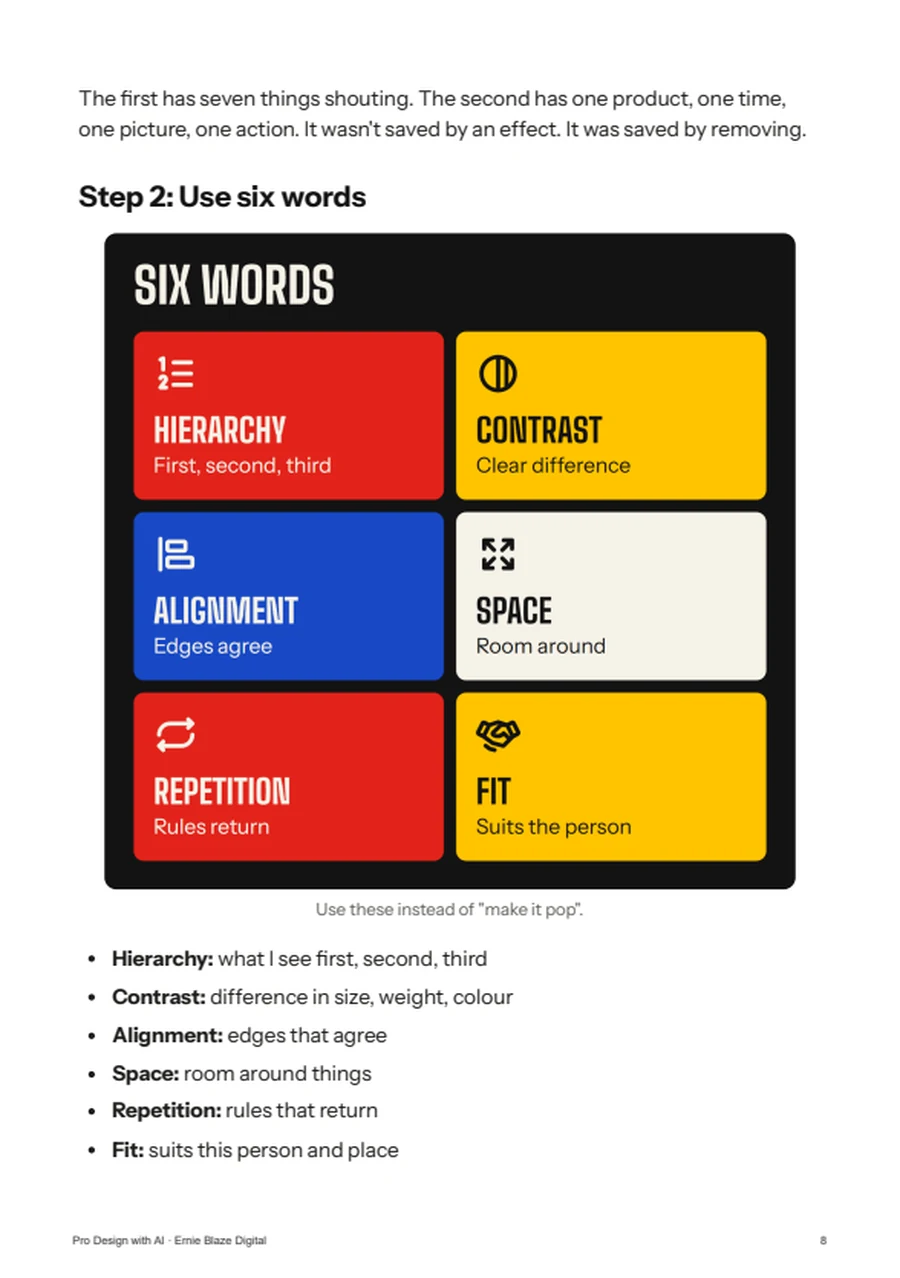 The first has seven things shouting. The second has one product, one time,
one picture, one action. It wasn't saved by an effect. It was saved by removing.
Step 2: Use six words
SIX WORDS
1
2
HIERARCHY
First, second, third
CONTRAST
Clear difference
ALIGNMENT
Edges agree
SPACE
Room around
REPETITION
Rules return
FIT
Suits the person
Use these instead of "make it pop".
• Hierarchy: what I see first, second, third
• Contrast: difference in size, weight, colour
• Alignment: edges that agree
• Space: room around things
• Repetition: rules that return
• Fit: suits this person and place
Pro Design with AI · Ernie Blaze Digital
8